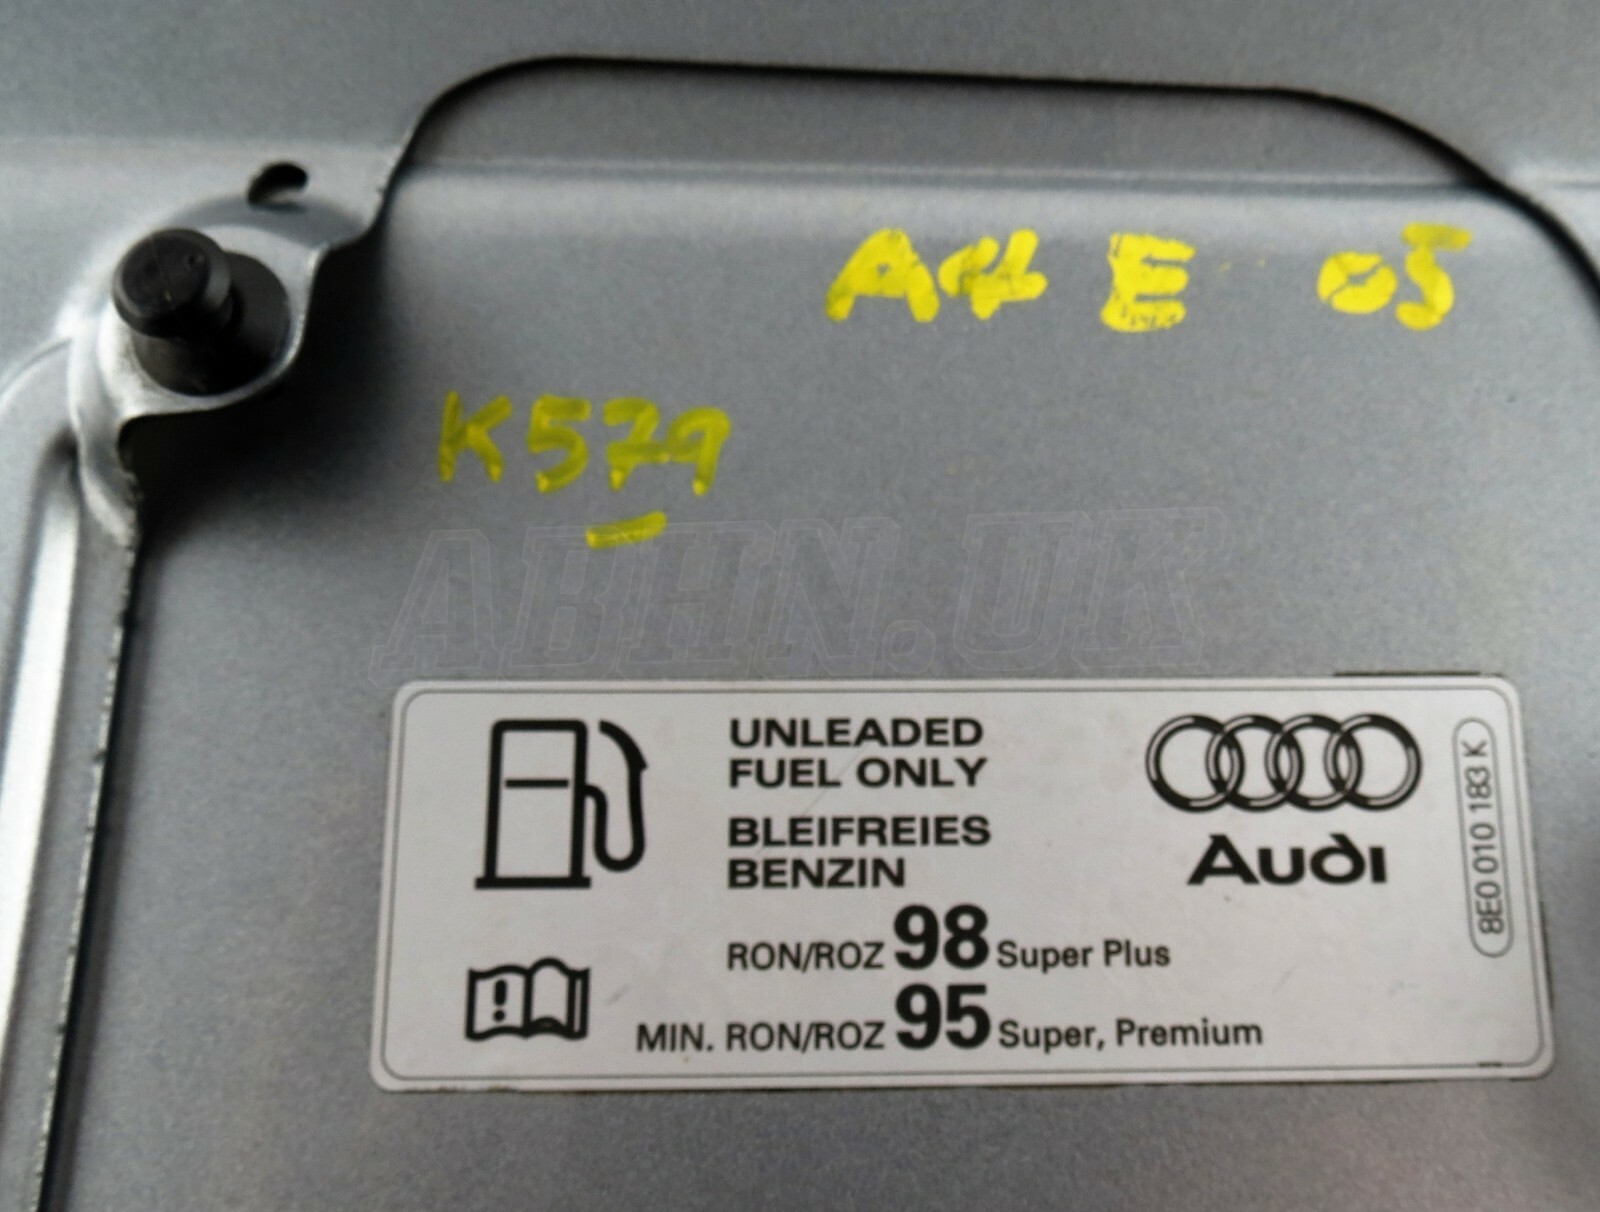 A4 E 05
K579
ABHN.UK
UNLEADED
FUEL ONLY
BLEIFREIES
BENZIN
RON/ROZ 98 Super Plus
MIN. RON/ROZ 95 Super, Premium
Audi
8E0 010 183 K